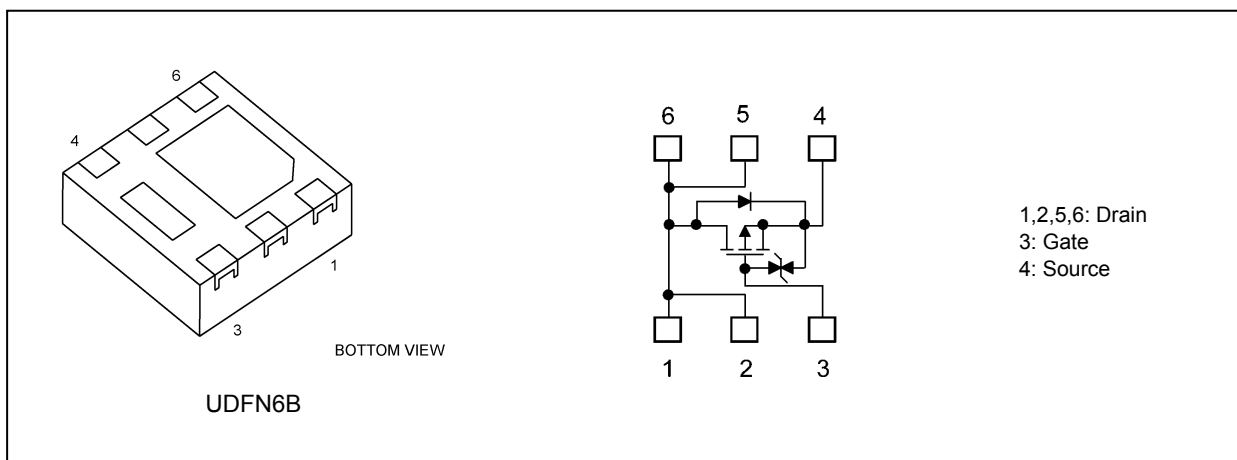 6
4
1
3
BOTTOM VIEW
UDFN6B
6 5 4
1 2 3
1,2,5,6: Drain
3: Gate
4: Source